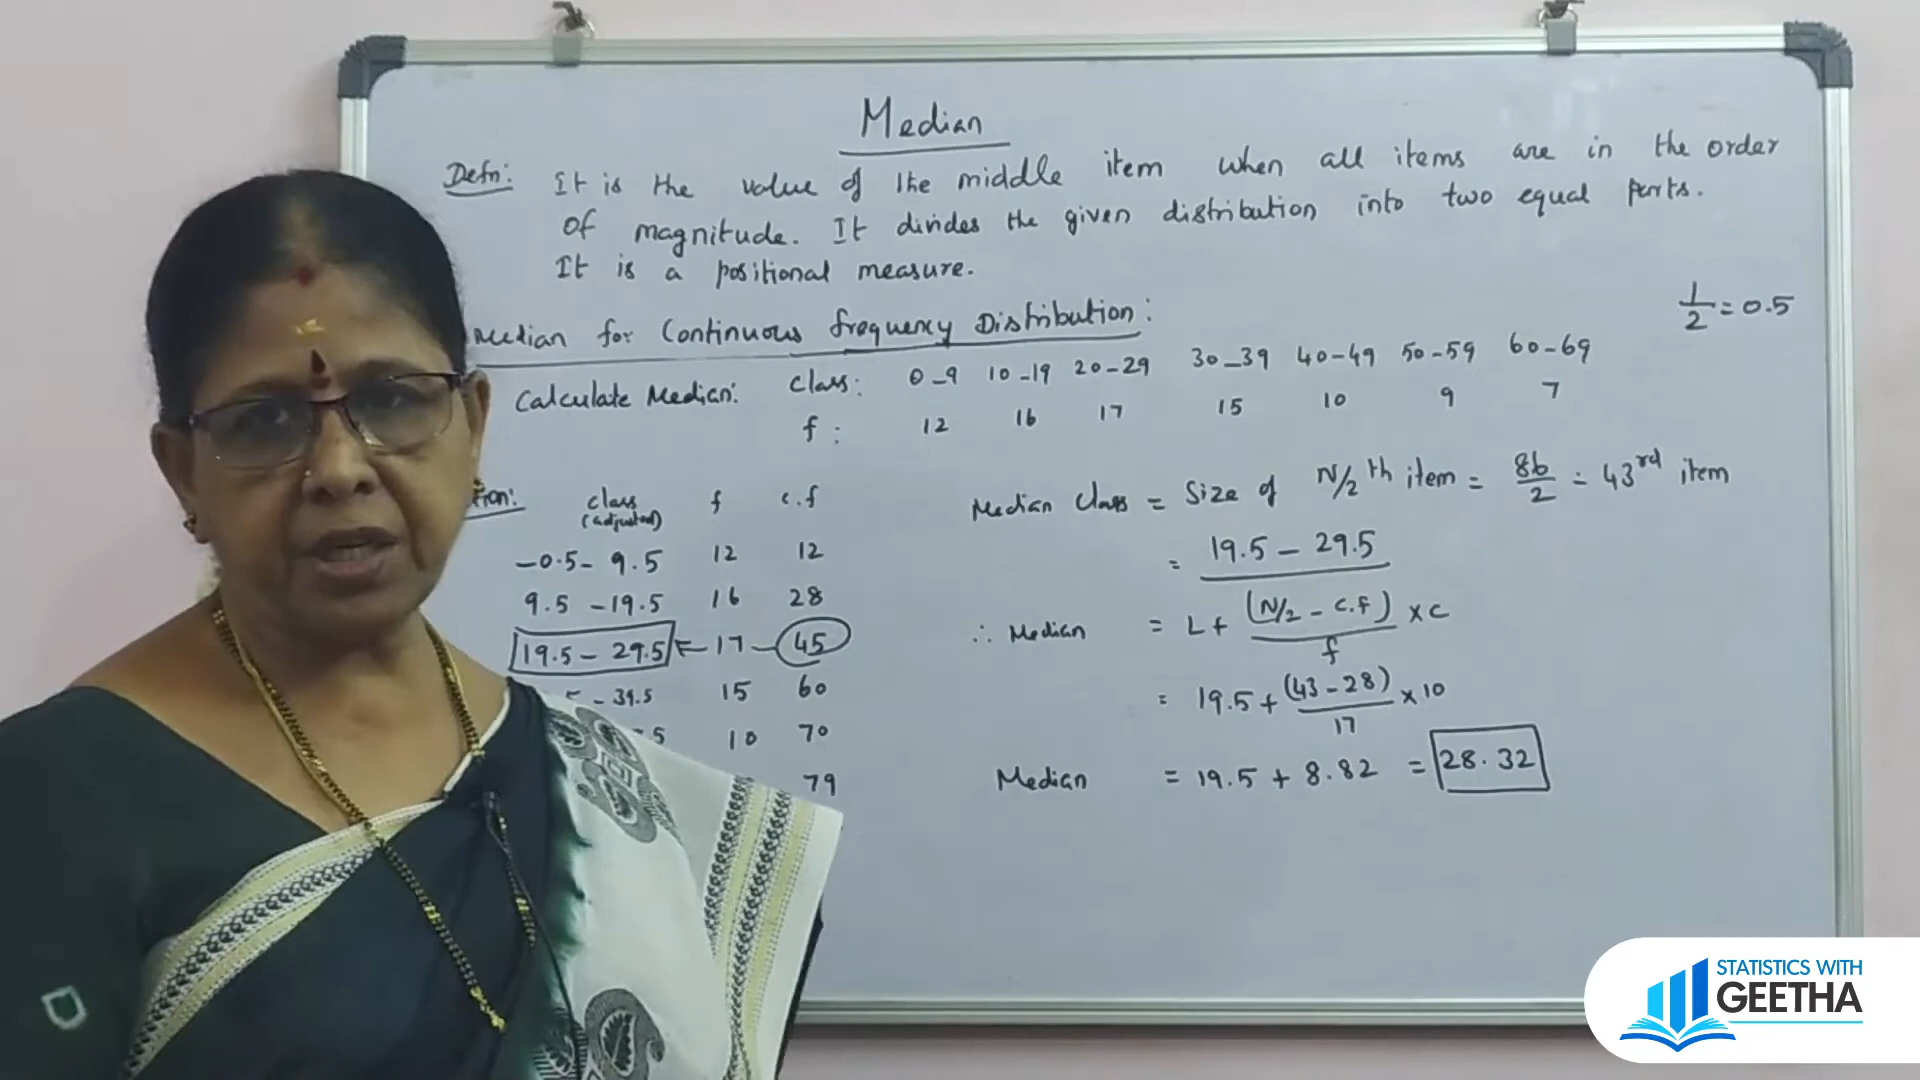 Median
Defn: It is the value of the middle item when all items are in the order
of magnitude. It divides the given distribution into two equal parts.
It is a positional measure.
1/2 = 0.5
Median for Continuous frequency Distribution:
Calculate Median: Class: 0-9 10-19 20-29 30-39 40-49 50-59 60-69
f: 12 16 17 15 10 9 7
class f c.f
(adjusted)
-0.5 - 9.5 12 12
9.5 - 19.5 16 28
19.5 - 29.5 ← 17 - 45
- 39.5 15 60
10 70
79
Median Class = Size of N/2 th item = 86/2 = 43rd item
= 19.5 - 29.5
∴ Median = L + (N/2 - c.f)/f × c
= 19.5 + (43 - 28)/17 × 10
Median = 19.5 + 8.82 = 28.32
STATISTICS WITH
GEETHA